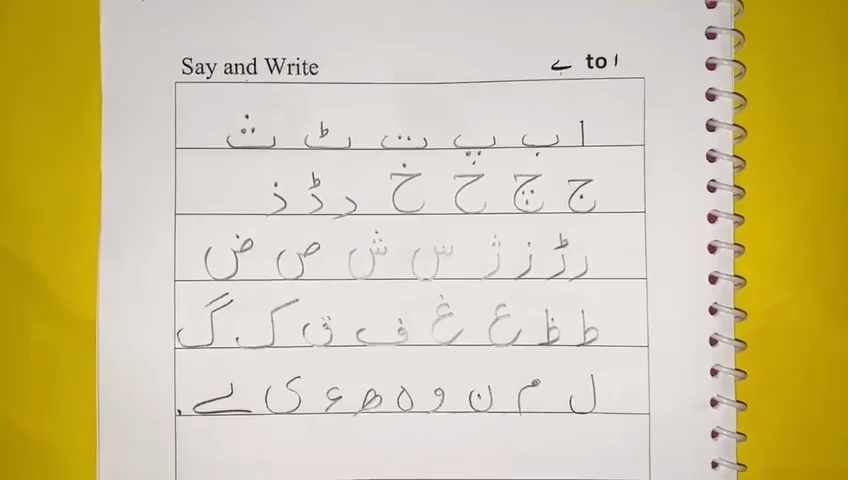 Say and Write
ا to ے
ا ب پ ت ٹ ث
ج چ ح خ د ڈ ذ
ر ڑ ز ژ س ش ص ض
ط ظ ع غ ف ق ک گ
ل م ن و ہ ھ ء ی ے